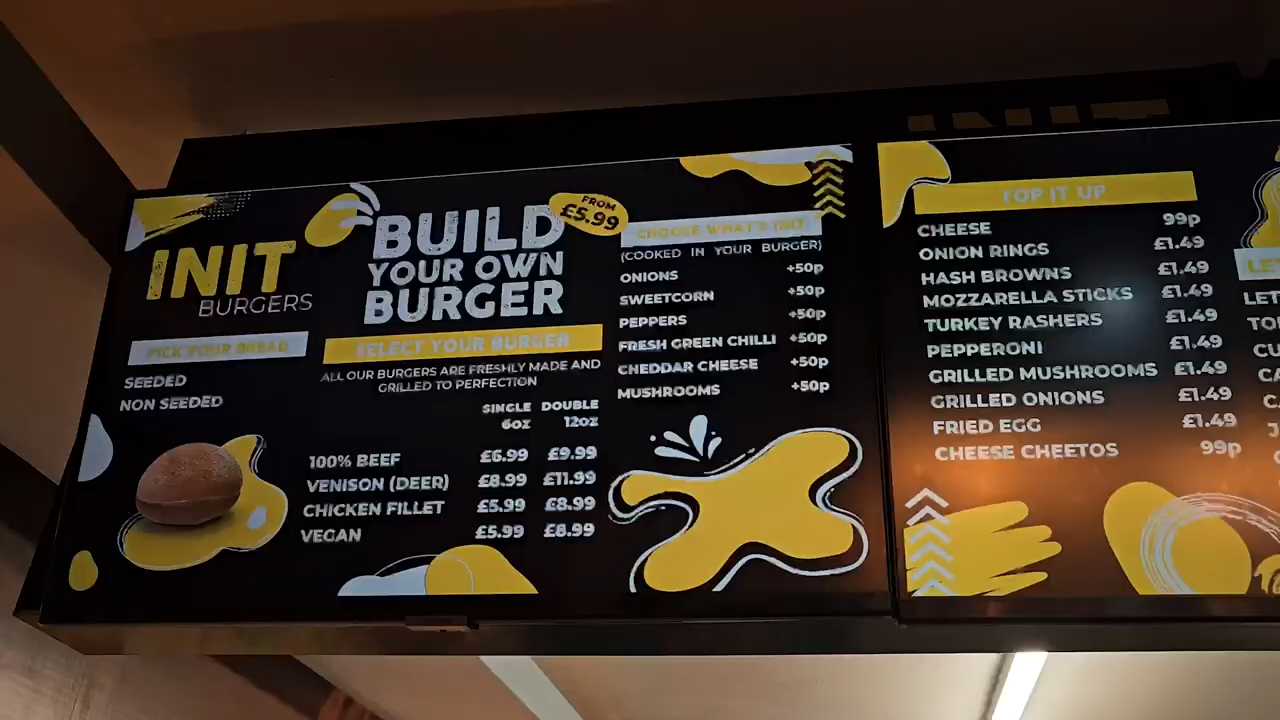 INIT
BURGERS
PICK YOUR BREAD
SEEDED
NON SEEDED
BUILD
YOUR OWN
BURGER
FROM
£5.99
SELECT YOUR BURGER
ALL OUR BURGERS ARE FRESHLY MADE AND
GRILLED TO PERFECTION
SINGLE DOUBLE
6oz 12oz
100% BEEF £6.99 £9.99
VENISON (DEER) £8.99 £11.99
CHICKEN FILLET £5.99 £8.99
VEGAN £5.99 £8.99
CHOOSE WHAT'S INIT
(COOKED IN YOUR BURGER)
ONIONS +50p
SWEETCORN +50p
PEPPERS +50p
FRESH GREEN CHILLI +50p
CHEDDAR CHEESE +50p
MUSHROOMS +50p
INIT
TOP IT UP
CHEESE 99p
ONION RINGS £1.49
HASH BROWNS £1.49
MOZZARELLA STICKS £1.49
TURKEY RASHERS £1.49
PEPPERONI £1.49
GRILLED MUSHROOMS £1.49
GRILLED ONIONS £1.49
FRIED EGG £1.49
CHEESE CHEETOS 99p